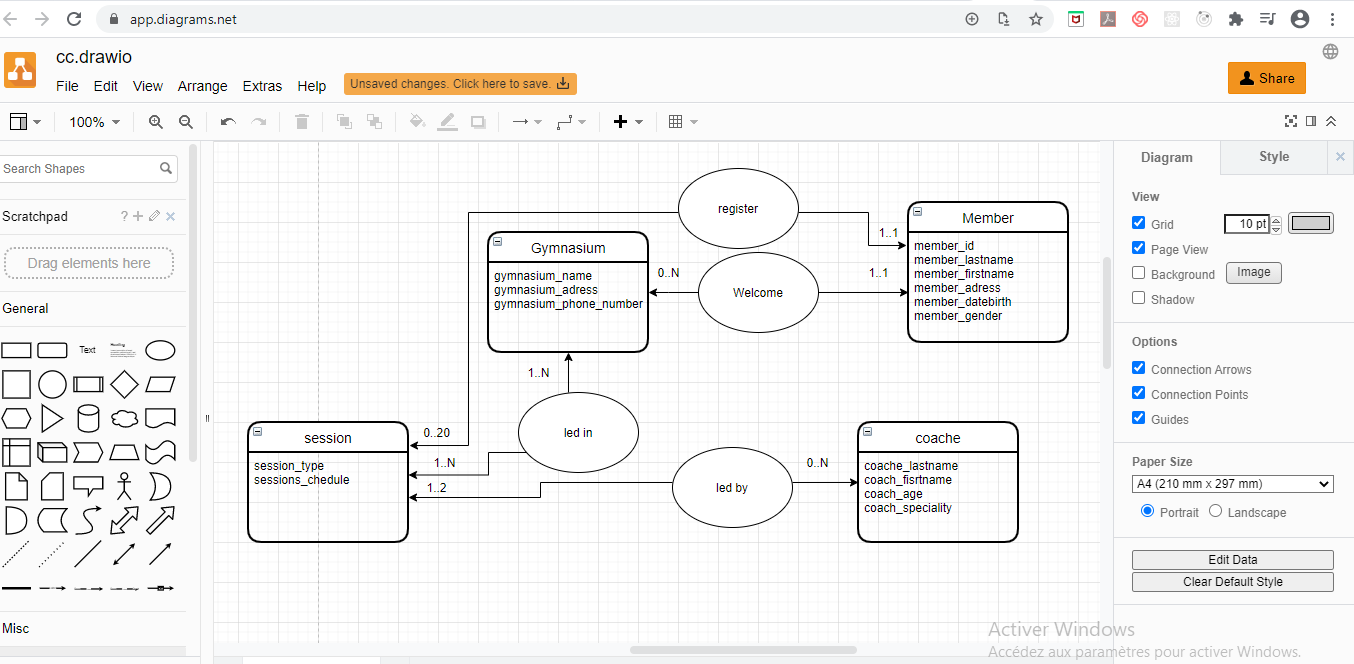 app.diagrams.net
cc.drawio
File Edit View Arrange Extras Help
Unsaved changes. Click here to save.
Share
100%
Search Shapes
Scratchpad
?
Drag elements here
General
Text
Heading
Misc
register
Member
member_id
member_lastname
member_firstname
member_adress
member_datebirth
member_gender
1..1
Gymnasium
gymnasium_name
gymnasium_adress
gymnasium_phone_number
0..N
Welcome
1..1
1..N
led in
session
session_type
sessions_chedule
0..20
1..N
1..2
led by
0..N
coache
coache_lastname
coach_fisrtname
coach_age
coach_speciality
Diagram
Style
View
Grid
10 pt
Page View
Background
Image
Shadow
Options
Connection Arrows
Connection Points
Guides
Paper Size
A4 (210 mm x 297 mm)
Portrait
Landscape
Edit Data
Clear Default Style
Activer Windows
Accédez aux paramètres pour activer Windows.